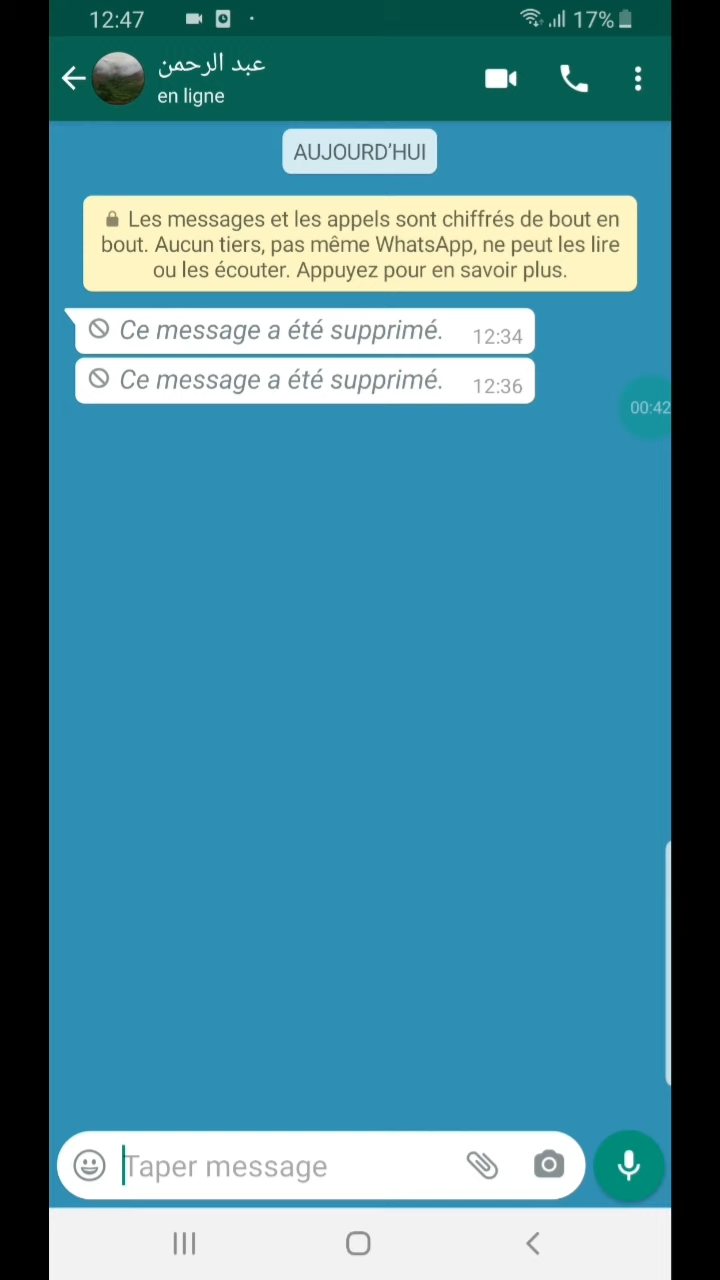 12:47
17%
عبد الرحمن
en ligne
AUJOURD'HUI
Les messages et les appels sont chiffrés de bout en
bout. Aucun tiers, pas même WhatsApp, ne peut les lire
ou les écouter. Appuyez pour en savoir plus.
Ce message a été supprimé. 12:34
Ce message a été supprimé. 12:36
00:42
Taper message